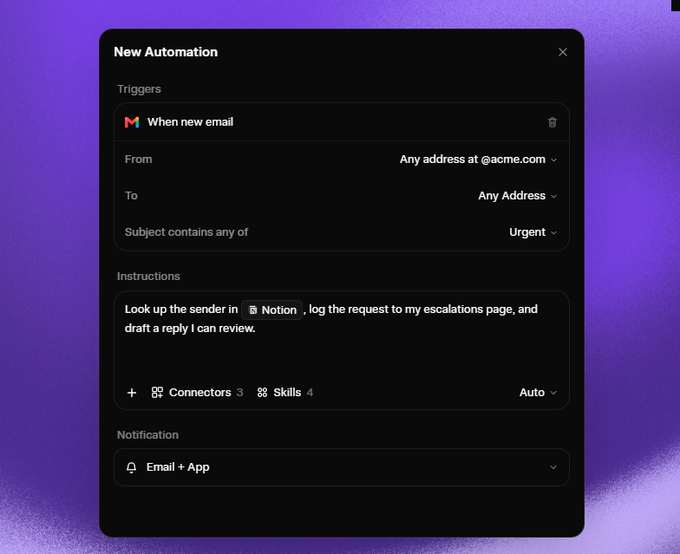 New Automation
Triggers
When new email
From Any address at @acme.com
To Any Address
Subject contains any of Urgent
Instructions
Look up the sender in Notion, log the request to my escalations page, and
draft a reply I can review.
Connectors 3 Skills 4 Auto
Notification
Email + App